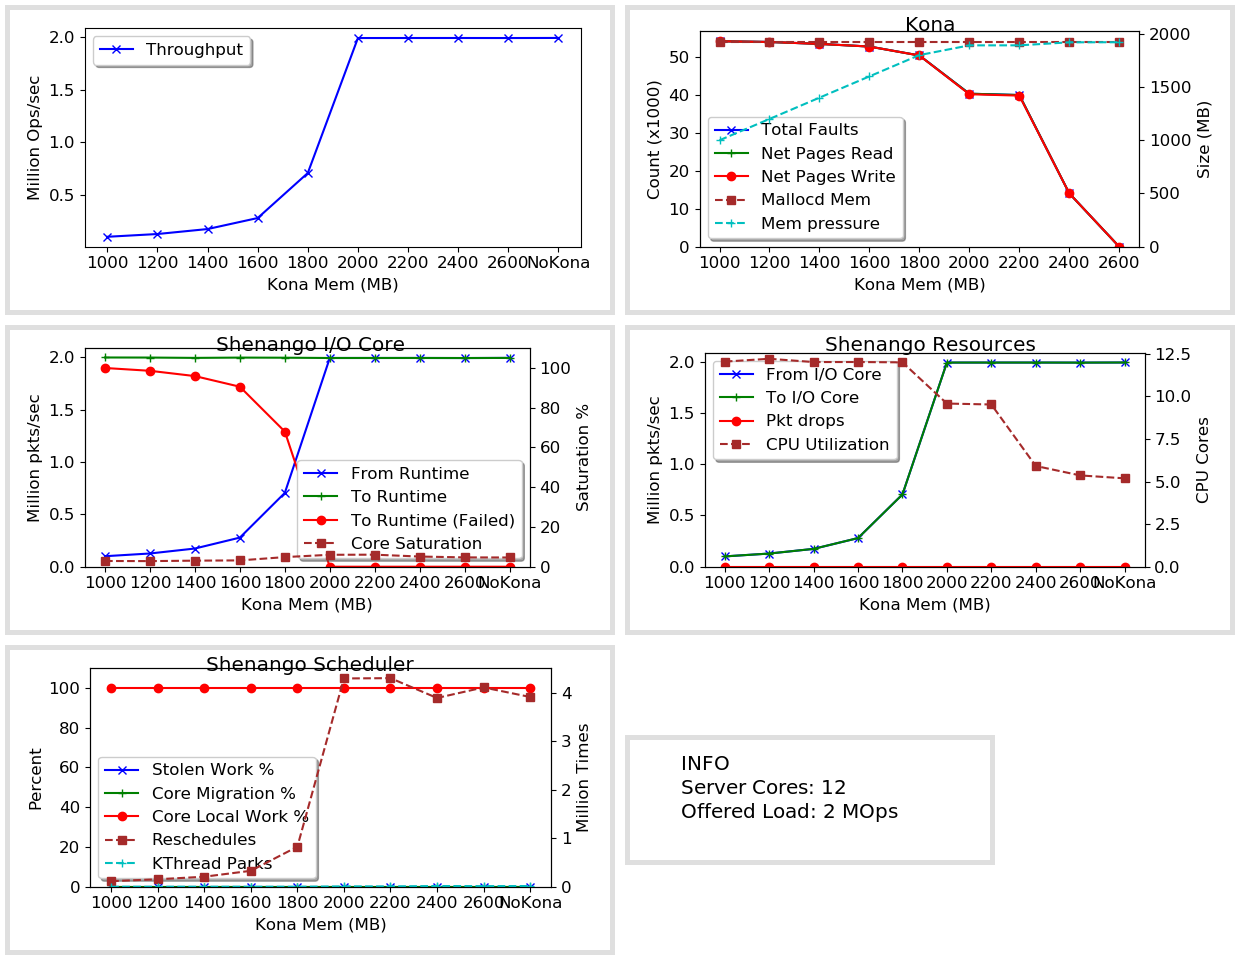 Throughput
Million Ops/sec
2.0
1.5
1.0
0.5
1000 1200 1400 1600 1800 2000 2200 2400 2600 NoKona
Kona Mem (MB)
Kona
Count (x1000)
50
40
30
20
10
0
Total Faults
Net Pages Read
Net Pages Write
Mallocd Mem
Mem pressure
2000
1500
1000
500
0
Size (MB)
1000 1200 1400 1600 1800 2000 2200 2400 2600
Kona Mem (MB)
Shenango I/O Core
Million pkts/sec
2.0
1.5
1.0
0.5
0.0
From Runtime
To Runtime
To Runtime (Failed)
Core Saturation
100
80
60
40
20
0
Saturation %
1000 1200 1400 1600 1800 2000 2200 2400 2600 NoKona
Kona Mem (MB)
Shenango Resources
Million pkts/sec
2.0
1.5
1.0
0.5
0.0
From I/O Core
To I/O Core
Pkt drops
CPU Utilization
12.5
10.0
7.5
5.0
2.5
0.0
CPU Cores
1000 1200 1400 1600 1800 2000 2200 2400 2600 NoKona
Kona Mem (MB)
Shenango Scheduler
Percent
100
80
60
40
20
0
Stolen Work %
Core Migration %
Core Local Work %
Reschedules
KThread Parks
4
3
2
1
0
Million Times
1000 1200 1400 1600 1800 2000 2200 2400 2600 NoKona
Kona Mem (MB)
INFO
Server Cores: 12
Offered Load: 2 MOps